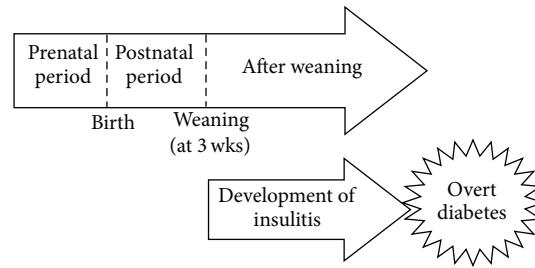 Prenatal
period
Postnatal
period
After weaning
Birth
Weaning
(at 3 wks)
Development of
insulitis
Overt
diabetes